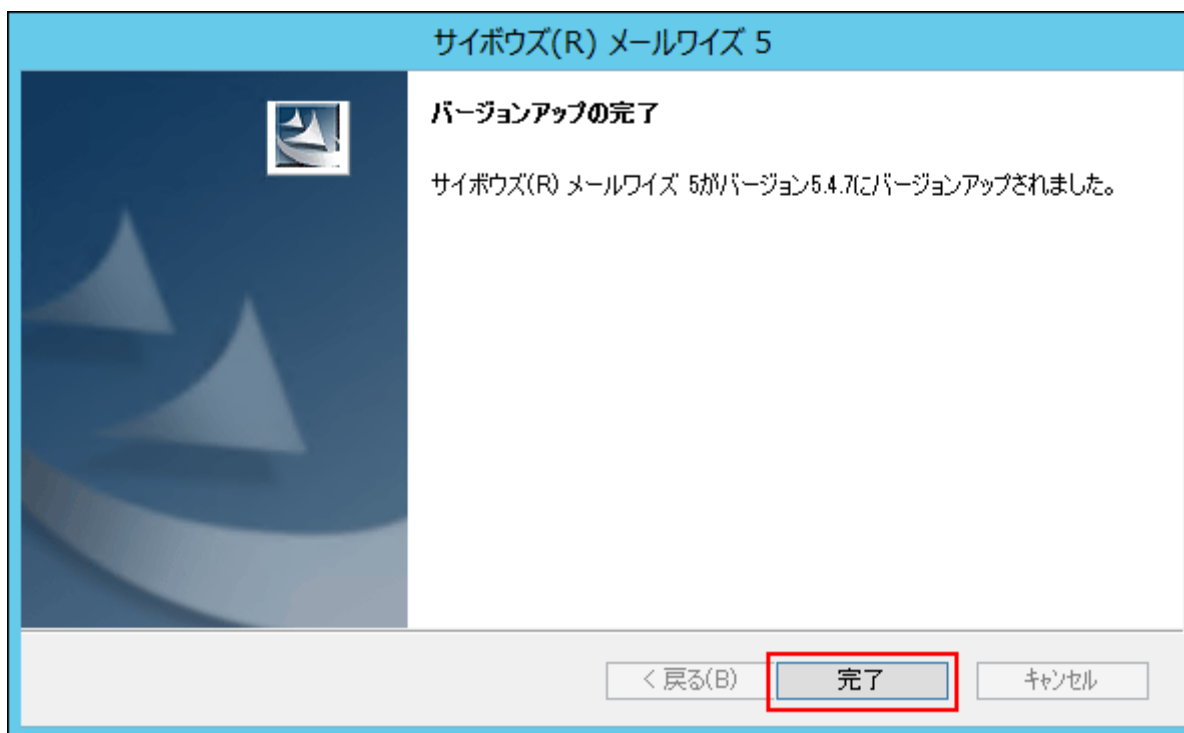 サイボウズ(R) メールワイズ 5
バージョンアップの完了
サイボウズ(R) メールワイズ 5がバージョン5.4.7にバージョンアップされました。
< 戻る(B)
完了
キャンセル